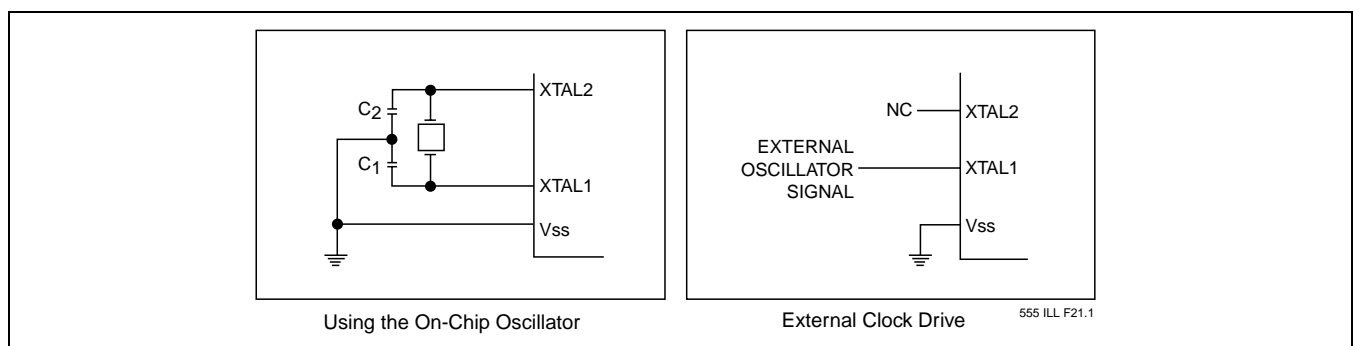 XTAL2
C2
C1
XTAL1
Vss
Using the On-Chip Oscillator
NC
XTAL2
EXTERNAL
OSCILLATOR
SIGNAL
XTAL1
Vss
External Clock Drive
555 ILL F21.1